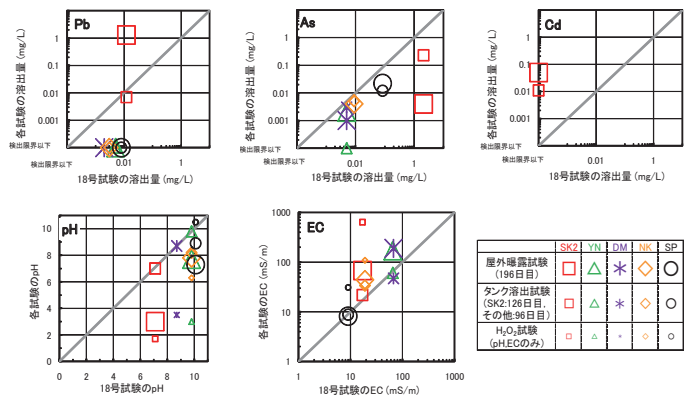 Pb
各試験の溶出量 (mg/L)
1
0.1
0.01
0.001
検出限界以下
検出限界以下
0.01
1
18号試験の溶出量 (mg/L)
As
各試験の溶出量 (mg/L)
1
0.1
0.01
0.001
検出限界以下
検出限界以下
0.01
1
18号試験の溶出量 (mg/L)
Cd
各試験の溶出量 (mg/L)
1
0.1
0.01
0.001
検出限界以下
検出限界以下
0.01
1
18号試験の溶出量 (mg/L)
pH
各試験のpH
10
8
6
4
2
0
0
2
4
6
8
10
18号試験のpH
EC
各試験のEC (mS/m)
1000
100
10
1
1
10
100
1000
18号試験のEC (mS/m)
SK2 YN DM NK SP
屋外曝露試験
(196日目)
タンク溶出試験
(SK2:126日目,
その他:96日目)
H₂O₂試験
(pH,ECのみ)